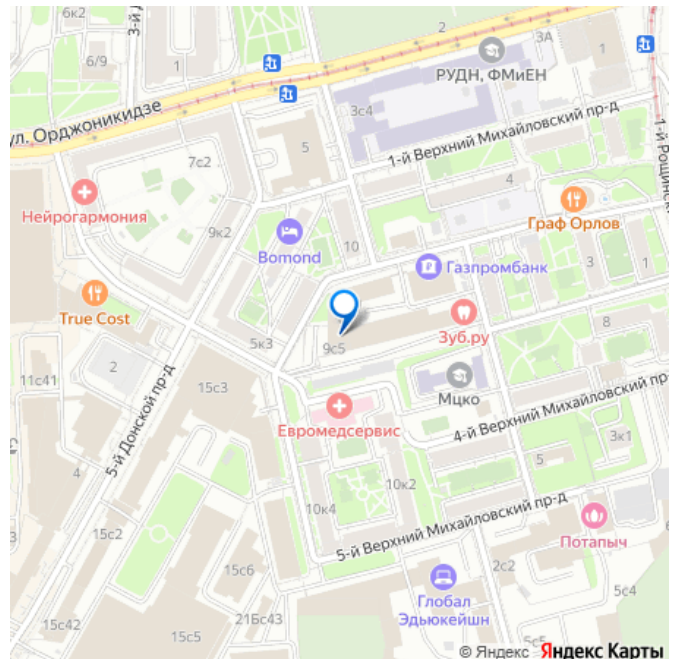 6к2
3-й Д
2
3А
1
6/9
1
РУДН, ФМиЕН
ул. Орджоникидзе
3с4
5
1-й Верхний Михайловский пр-д
1-й Рощинск
7с2
4
Нейрогармония
9к2
10
Граф Орлов
Bomond
Газпромбанк
3
1
True Cost
Зуб.ру
8
5к3
9с5
2
11с41
15с3
Мцко
5-й Донской пр-д
Евромедсервис
4-й Верхний Михайловский пр-
3к1
4
5
10к2
10к4
5-й Верхний Михайловский пр-д
15с2
Потапыч
6
2с2
15с6
Глобал
Эдьюкейшн
5с4
21Бс43
15с42
15с5
5с5
© Яндекс Яндекс Карты